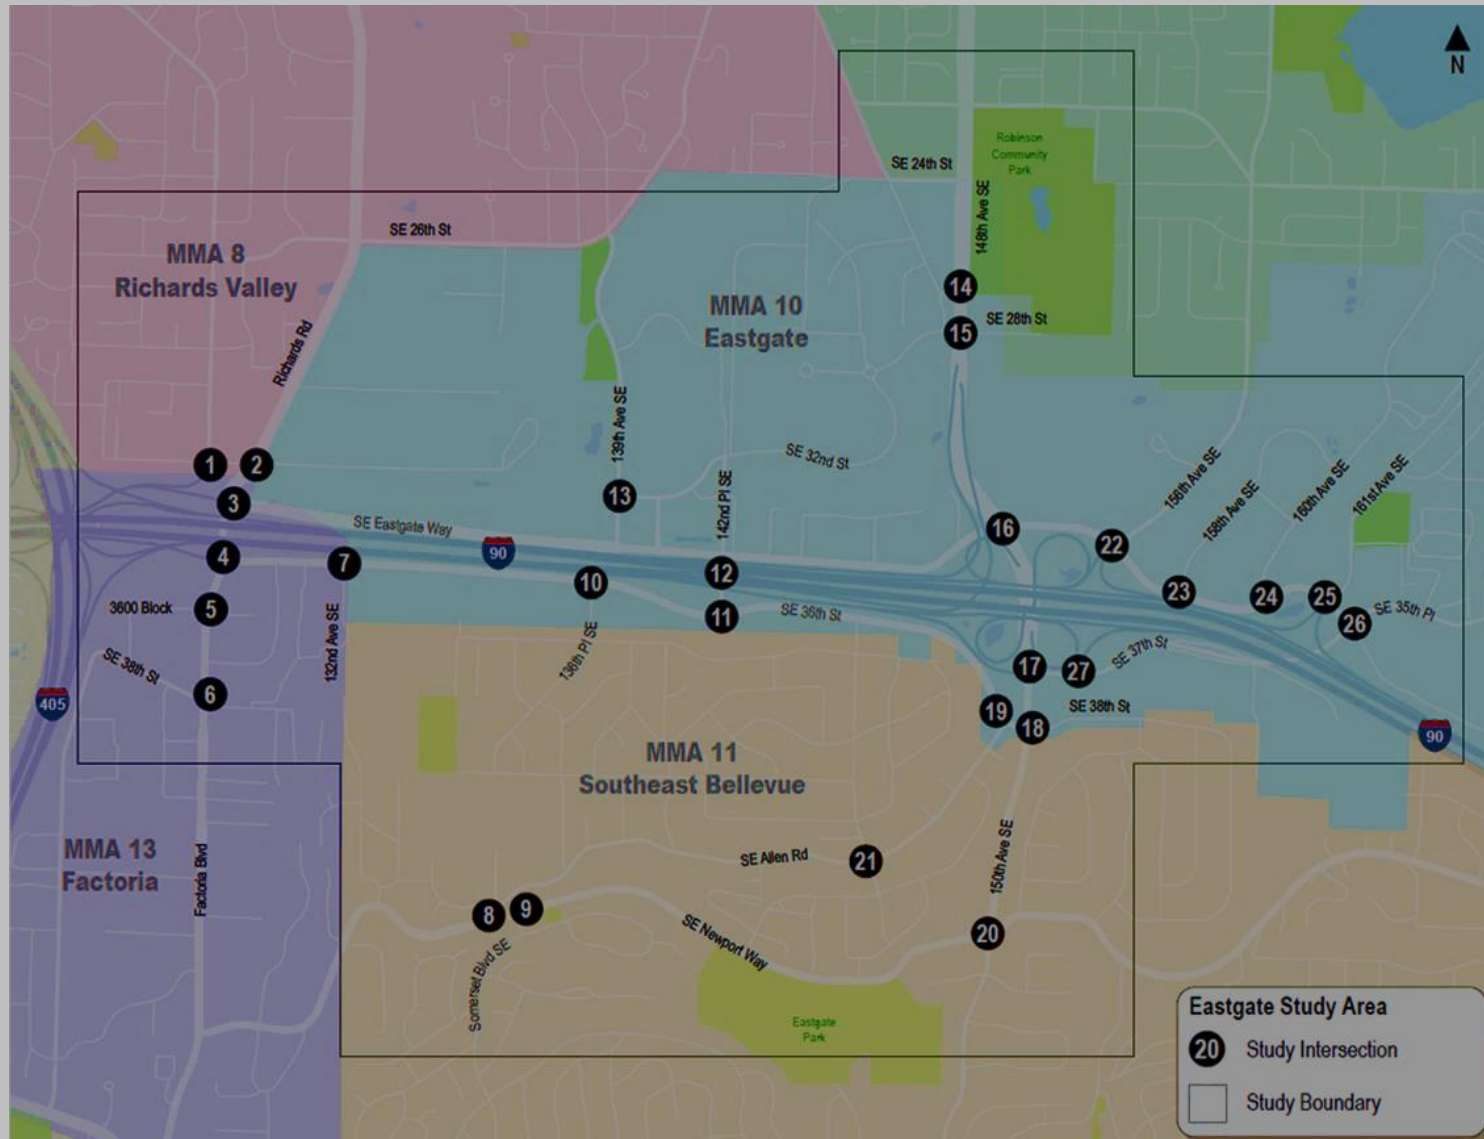 N
Robinson
Community
Park
SE 24th St
148th Ave SE
SE 26th St
MMA 8
Richards Valley
MMA 10
Eastgate
14
15
SE 28th St
Richards Rd
139th Ave SE
SE 32nd St
142nd Pl SE
156th Ave SE
158th Ave SE
160th Ave SE
161st Ave SE
1
2
3
13
SE Eastgate Way
90
16
22
4
7
10
12
23
24
25
3600 Block
5
132nd Ave SE
11
SE 36th St
26
SE 35th Pl
136th Pl SE
SE 38th St
6
17
27
SE 37th St
405
19
18
SE 38th St
90
MMA 11
Southeast Bellevue
MMA 13
Factoria
Factoria Blvd
SE Allen Rd
21
150th Ave SE
8
9
Somerset Blvd SE
SE Newport Way
20
Eastgate
Park
Eastgate Study Area
20 Study Intersection
Study Boundary